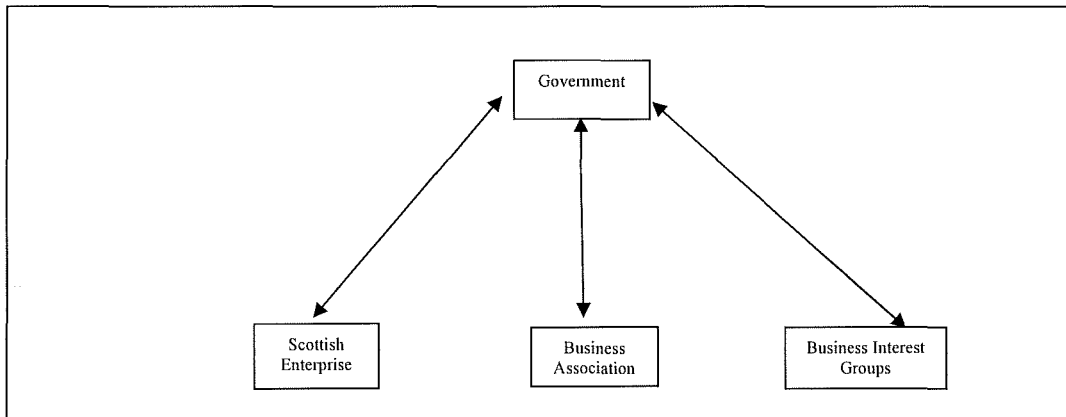 Government
Scottish
Enterprise
Business
Association
Business Interest
Groups